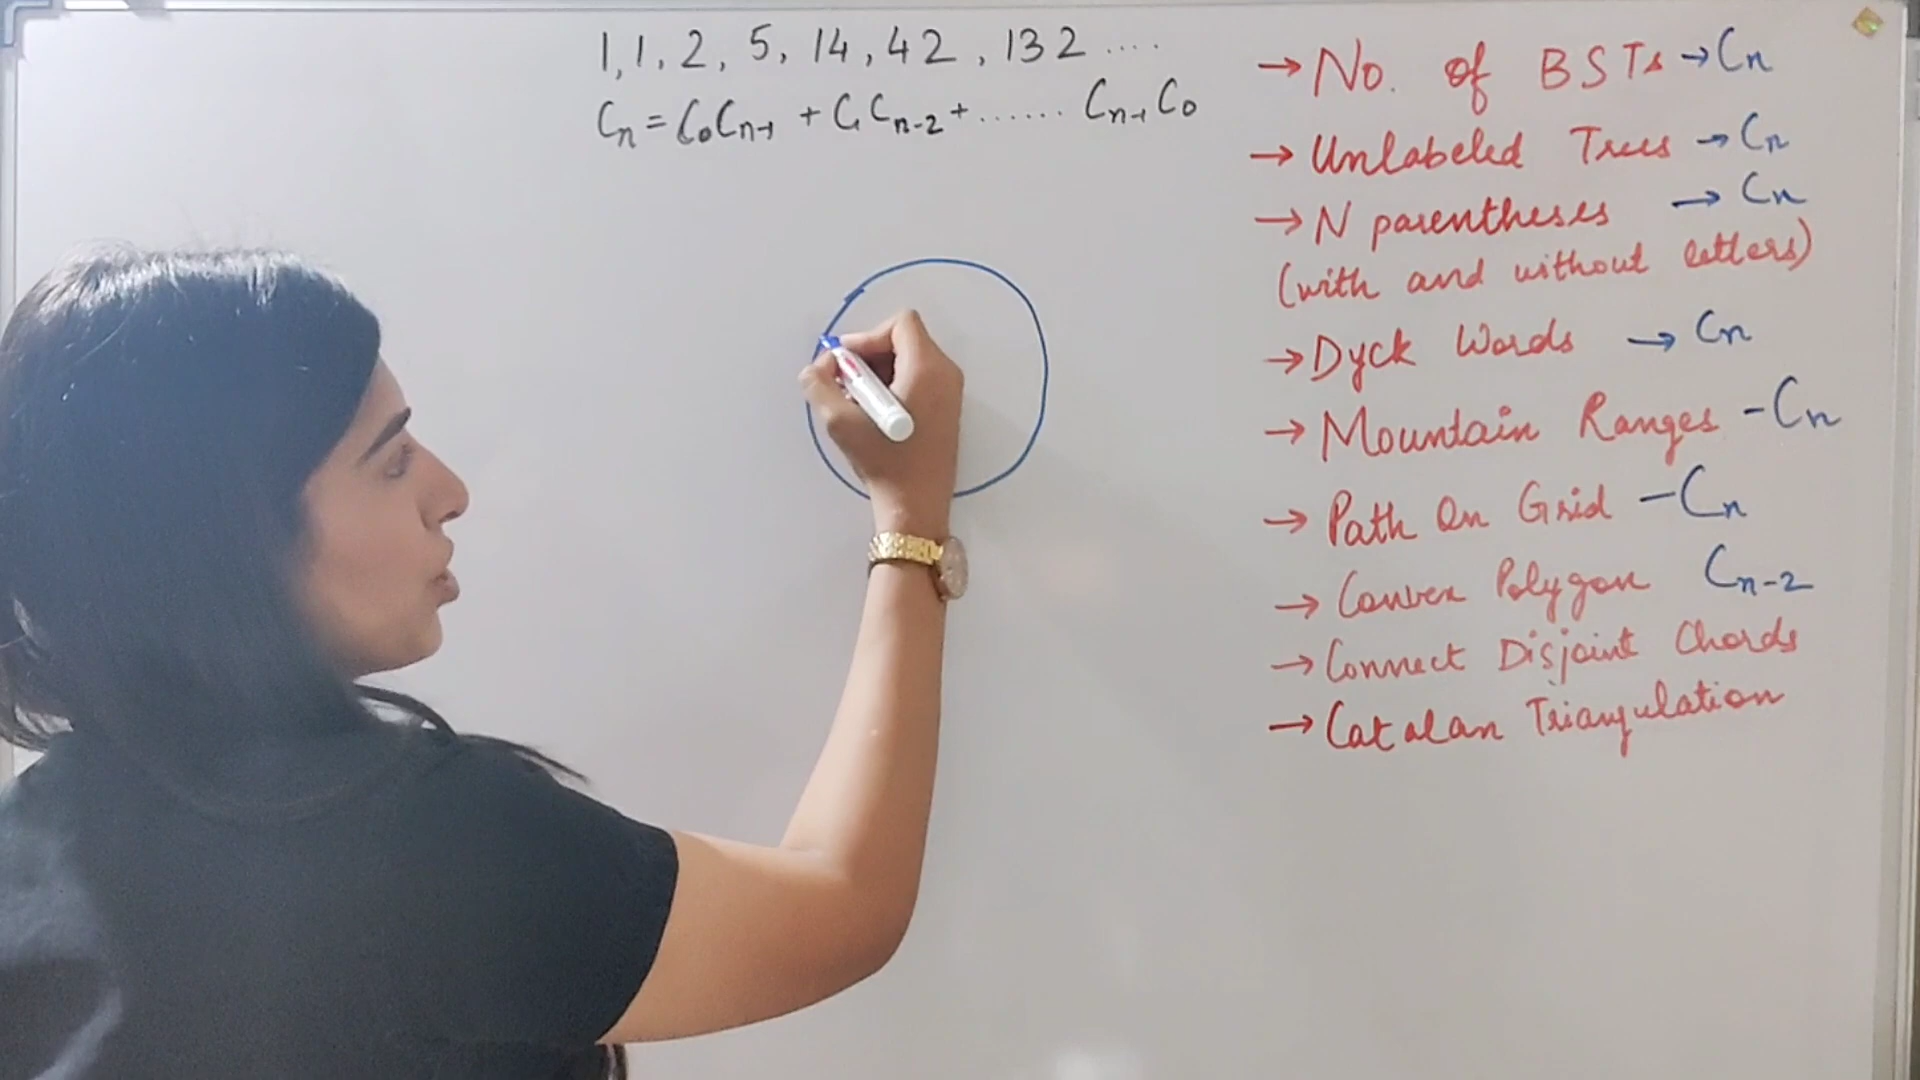 1, 1, 2, 5, 14, 42, 132 ....
Cn = C0Cn-1 + C1Cn-2 + ...... Cn-1C0
→ No. of BSTs → Cn
→ Unlabeled Trees → Cn
→ N parentheses → Cn
(with and without letters)
→ Dyck Words → Cn
→ Mountain Ranges - Cn
→ Path On Grid - Cn
→ Convex Polygon Cn-2
→ Connect Disjoint Chords
→ Catalan Triangulation